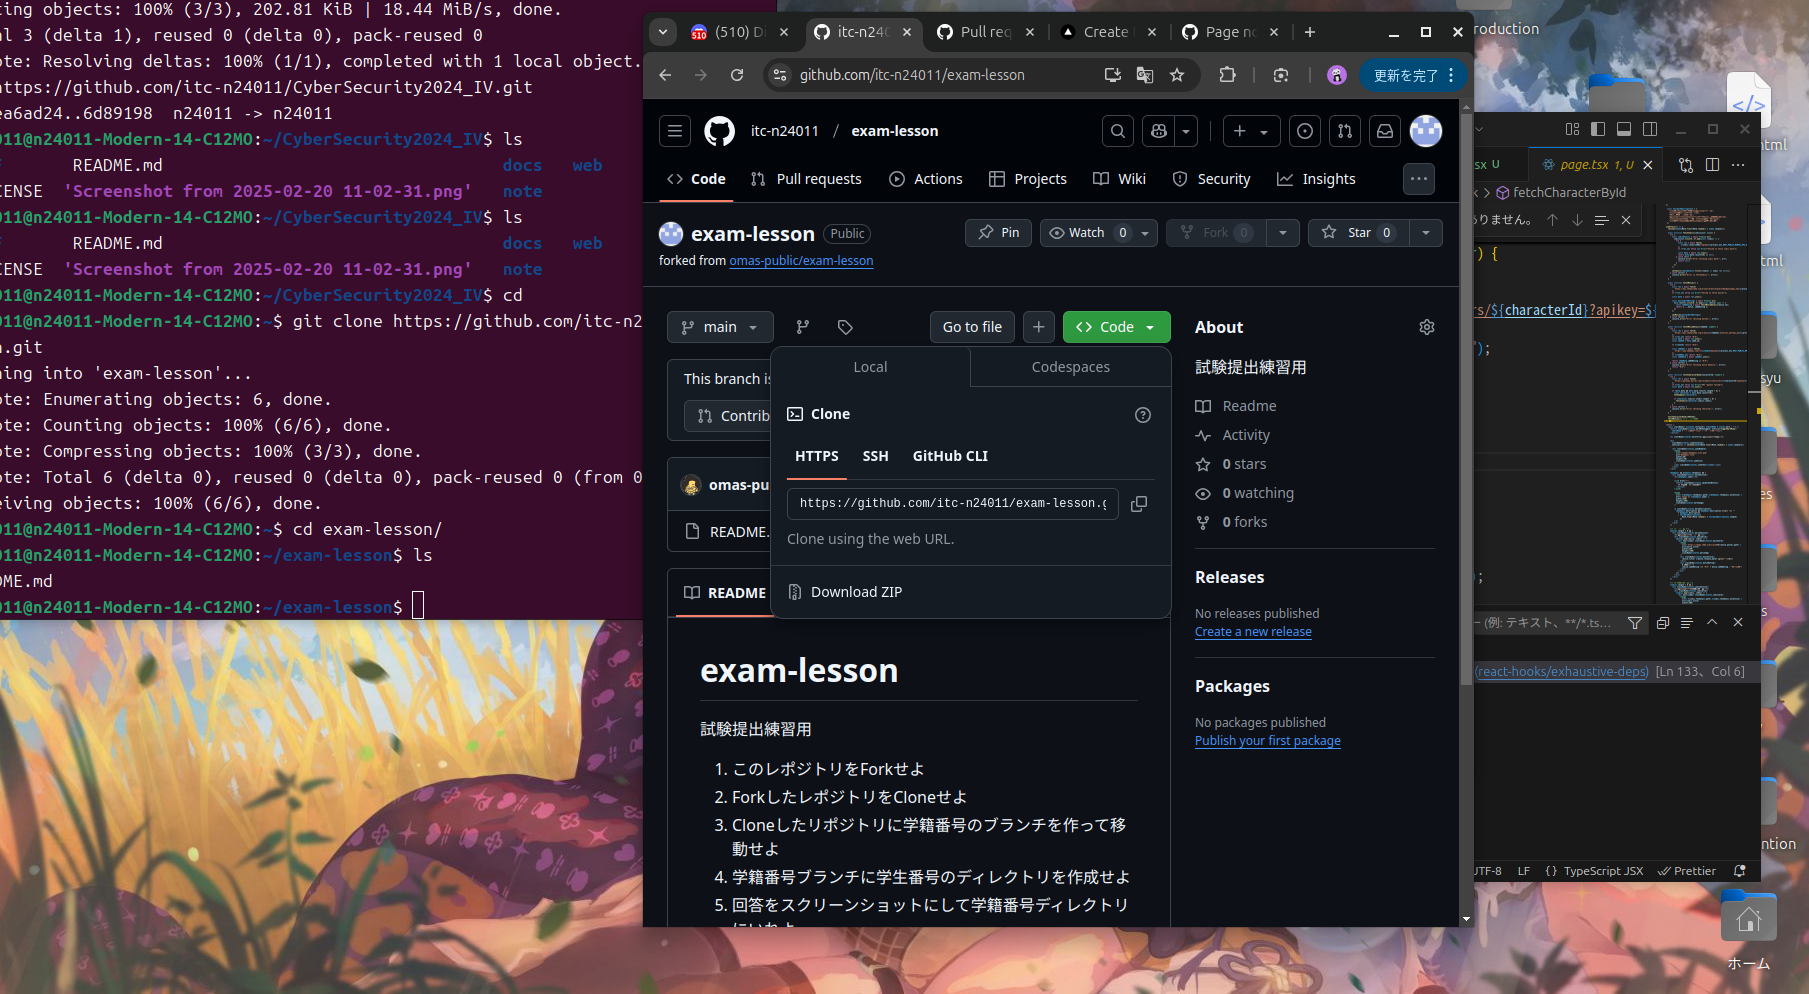 ting objects: 100% (3/3), 202.81 KiB | 18.44 MiB/s, done.
al 3 (delta 1), reused 0 (delta 0), pack-reused 0
ote: Resolving deltas: 100% (1/1), completed with 1 local object.
https://github.com/itc-n24011/CyberSecurity2024_IV.git
ea6ad24..6d89198  n24011 -> n24011
011@n24011-Modern-14-C12MO:~/CyberSecurity2024_IV$ ls
README.md docs web
CENSE 'Screenshot from 2025-02-20 11-02-31.png' note
011@n24011-Modern-14-C12MO:~/CyberSecurity2024_IV$ ls
README.md docs web
CENSE 'Screenshot from 2025-02-20 11-02-31.png' note
011@n24011-Modern-14-C12MO:~/CyberSecurity2024_IV$ cd
011@n24011-Modern-14-C12MO:~$ git clone https://github.com/itc-n2
n.git
ning into 'exam-lesson'...
ote: Enumerating objects: 6, done.
ote: Counting objects: 100% (6/6), done.
ote: Compressing objects: 100% (3/3), done.
ote: Total 6 (delta 0), reused 0 (delta 0), pack-reused 0 (from 0
eiving objects: 100% (6/6), done.
011@n24011-Modern-14-C12MO:~$ cd exam-lesson/
011@n24011-Modern-14-C12MO:~/exam-lesson$ ls
DME.md
011@n24011-Modern-14-C12MO:~/exam-lesson$
510 (510) Di
itc-n240
Pull req
Create
Page no
github.com/itc-n24011/exam-lesson
更新を完了
itc-n24011 / exam-lesson
Code Pull requests Actions Projects Wiki Security Insights
exam-lesson Public
forked from omas-public/exam-lesson
Pin Watch 0 Fork 0 Star 0
main Go to file Code
This branch is
Contrib
omas-pu
README.
README
Local Codespaces
Clone
HTTPS SSH GitHub CLI
https://github.com/itc-n24011/exam-lesson.g
Clone using the web URL.
Download ZIP
exam-lesson
試験提出練習用
1. このレポジトリをForkせよ
2. ForkしたレポジトリをCloneせよ
3. Cloneしたリポジトリに学籍番号のブランチを作って移
動せよ
4. 学籍番号ブランチに学生番号のディレクトリを作成せよ
5. 回答をスクリーンショットにして学籍番号ディレクトリ
にいれよ
About
試験提出練習用
Readme
Activity
0 stars
0 watching
0 forks
Releases
No releases published
Create a new release
Packages
No packages published
Publish your first package
roduction
tml
sx U page.tsx 1, U
fetchCharacterById
ありません。
r) {
rs/${characterId}?apikey=$
");
);
(例: テキスト、**/*.ts...
(react-hooks/exhaustive-deps) [Ln 133、Col 6]
UTF-8 LF {} TypeScript JSX Prettier
tml
syu
es
s
ntion
ホーム